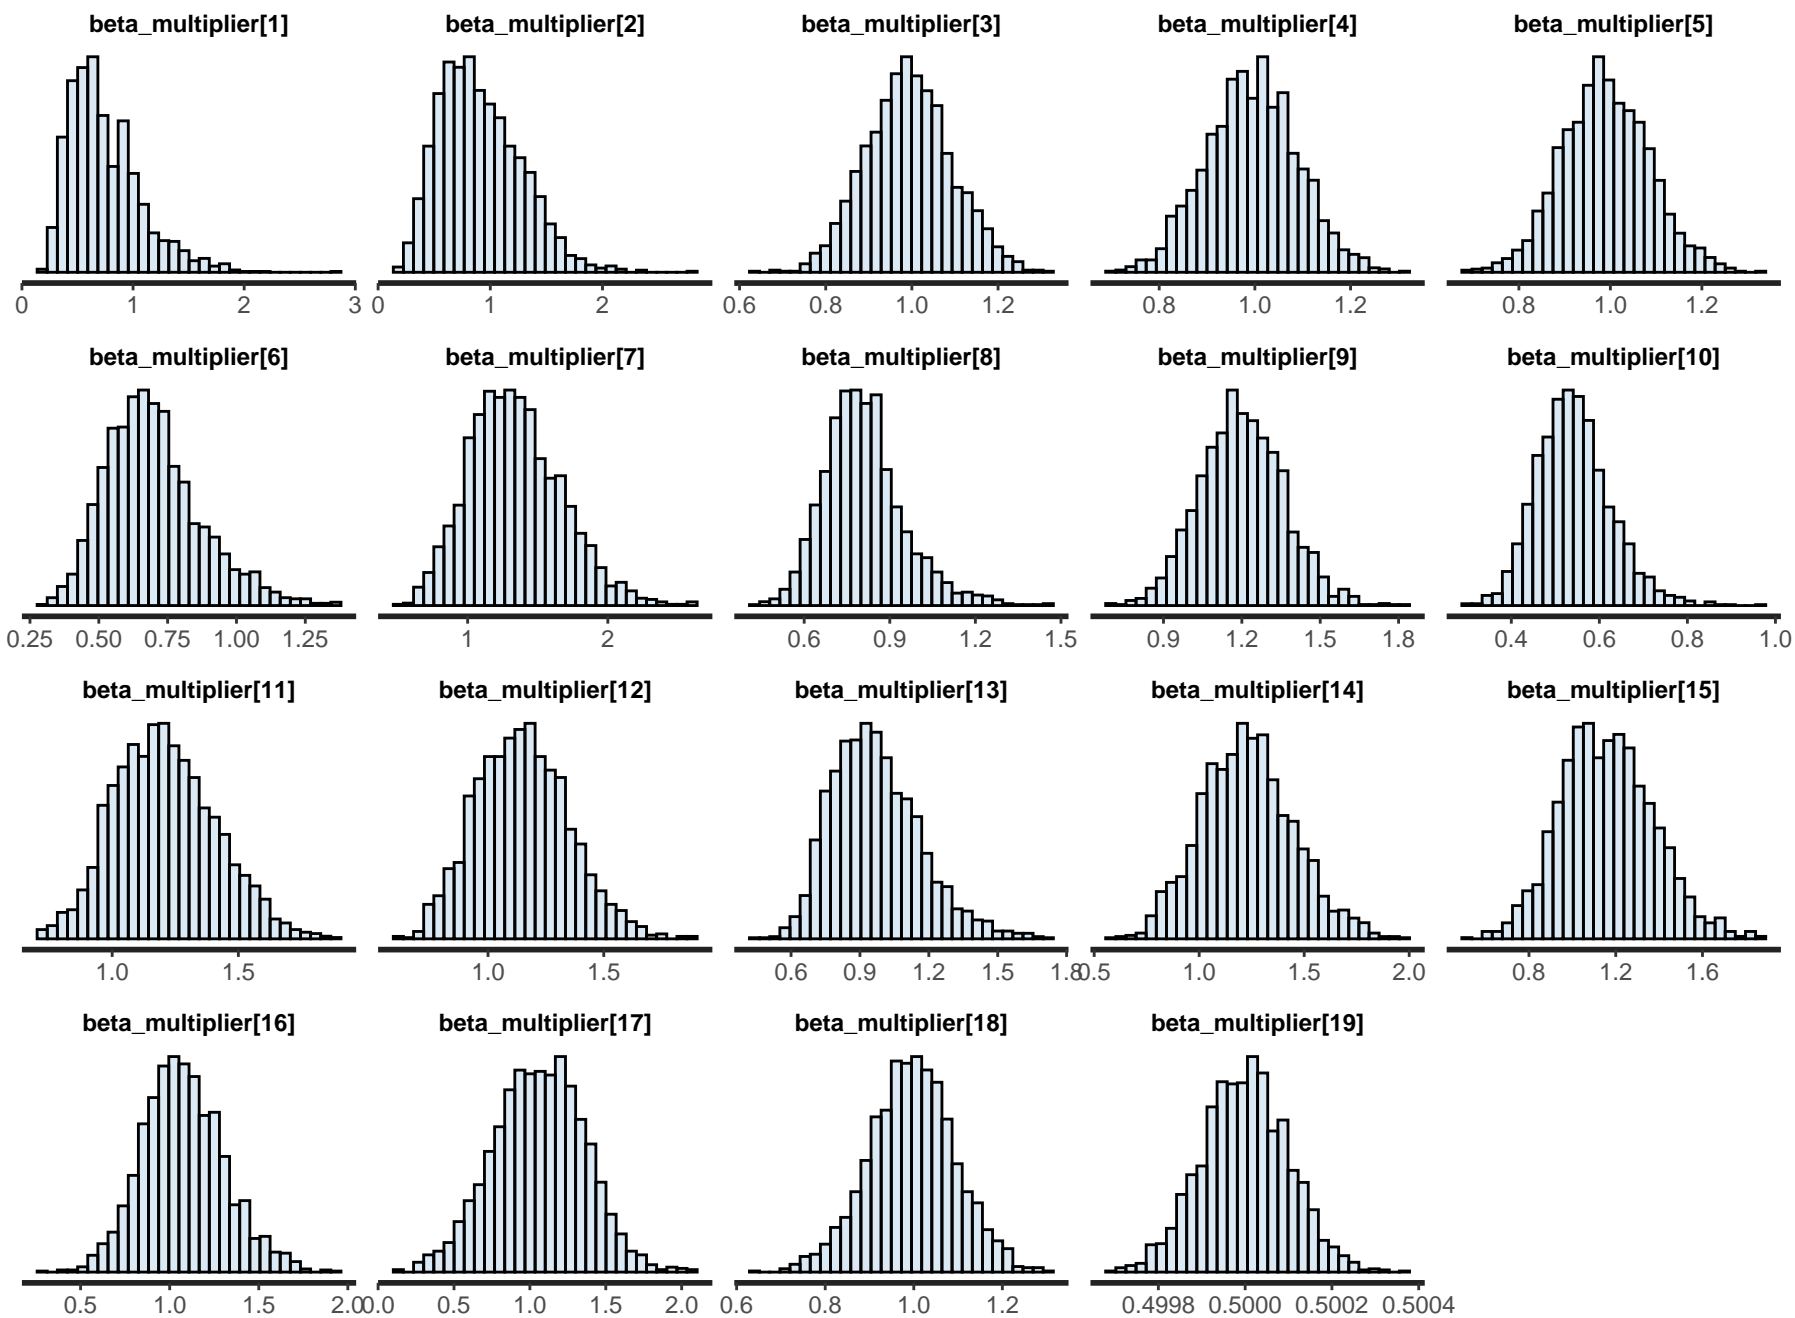 beta_multiplier[1] beta_multiplier[2] beta_multiplier[3] beta_multiplier[4] beta_multiplier[5]
0 1 2 3 0 1 2 0.6 0.8 1.0 1.2 0.8 1.0 1.2 0.8 1.0 1.2
beta_multiplier[6] beta_multiplier[7] beta_multiplier[8] beta_multiplier[9] beta_multiplier[10]
0.25 0.50 0.75 1.00 1.25 1 2 0.6 0.9 1.2 1.5 0.9 1.2 1.5 1.8 0.4 0.6 0.8 1.0
beta_multiplier[11] beta_multiplier[12] beta_multiplier[13] beta_multiplier[14] beta_multiplier[15]
1.0 1.5 1.0 1.5 0.6 0.9 1.2 1.5 1.8 0.5 1.0 1.5 2.0 0.8 1.2 1.6
beta_multiplier[16] beta_multiplier[17] beta_multiplier[18] beta_multiplier[19]
0.5 1.0 1.5 2.0 0.0 0.5 1.0 1.5 2.0 0.6 0.8 1.0 1.2 0.4998 0.5000 0.5002 0.5004